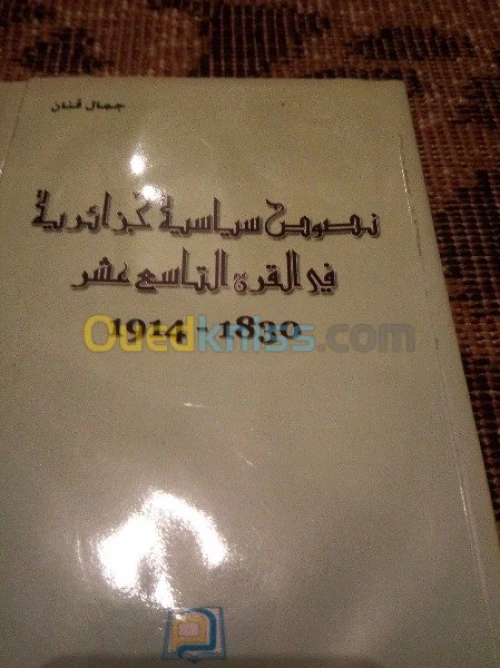 جمال قنان
نصوص سياسية جزائرية
في القرن التاسع عشر
1914 - 1830
Ouedkniss.com